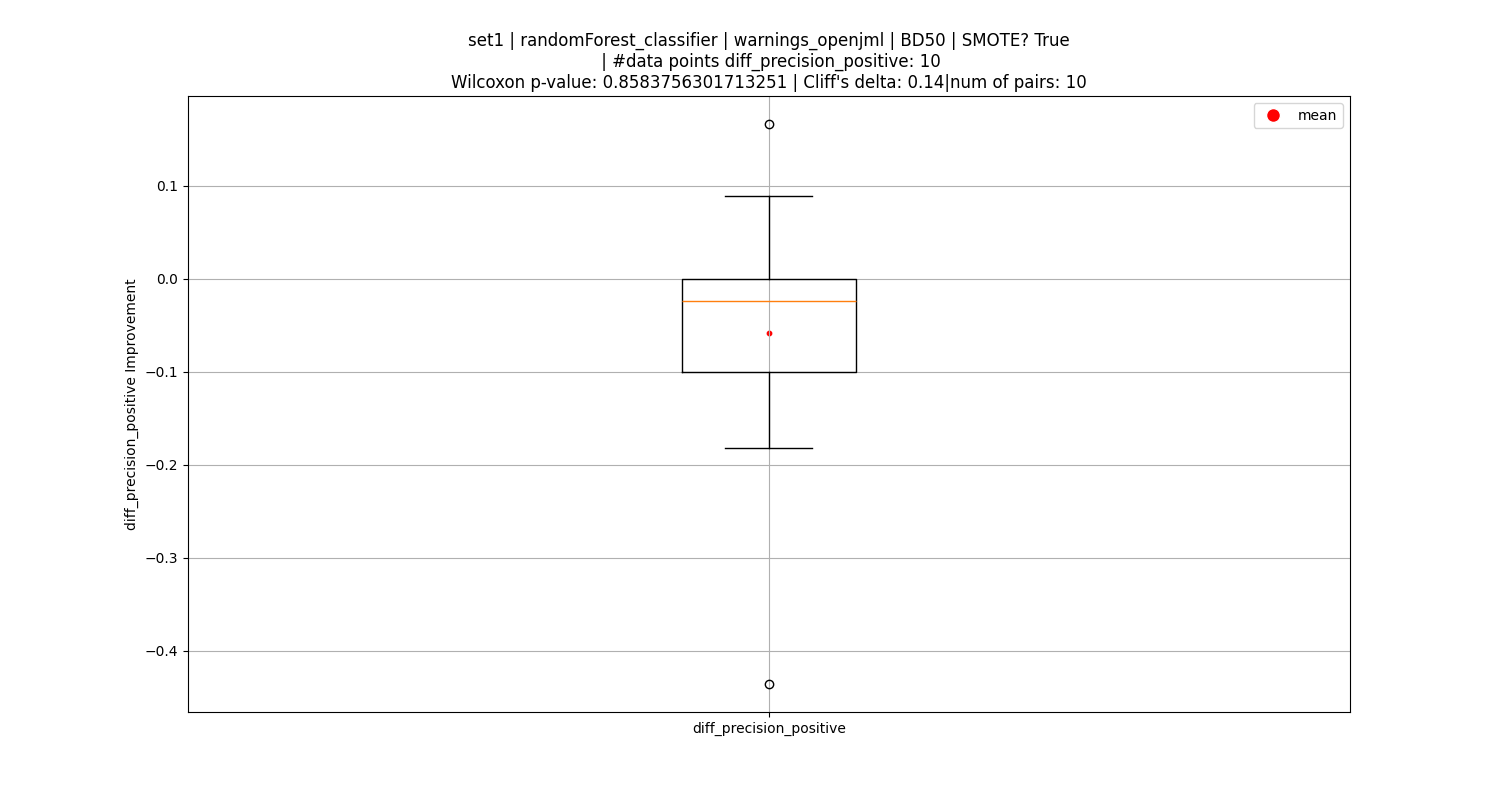 set1 | randomForest_classifier | warnings_openjml | BD50 | SMOTE? True
| #data points diff_precision_positive: 10
Wilcoxon p-value: 0.8583756301713251 | Cliff's delta: 0.14|num of pairs: 10
mean
0.1
0.0
−0.1
−0.2
−0.3
−0.4
diff_precision_positive Improvement
diff_precision_positive